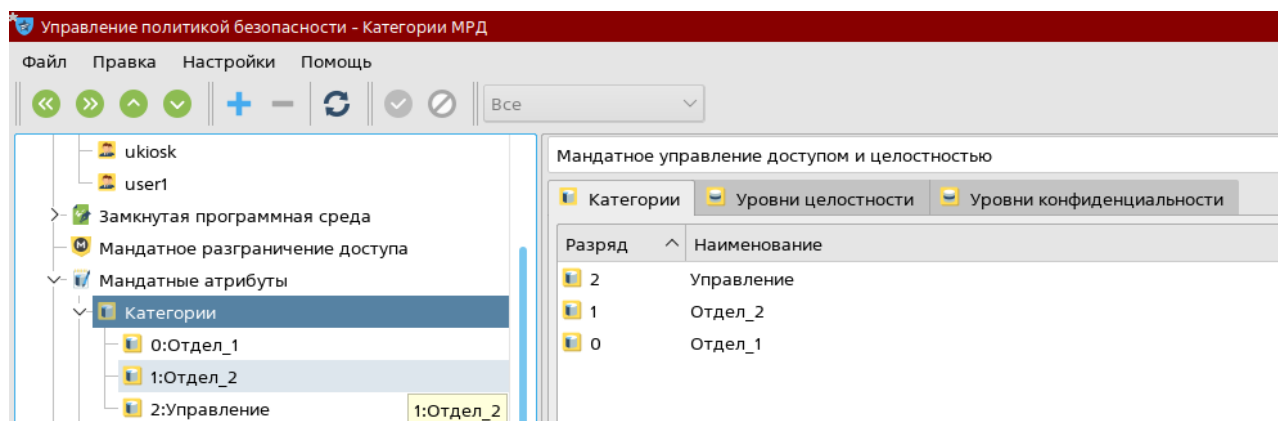 Управление политикой безопасности - Категории МРД
Файл Правка Настройки Помощь
Все
ukiosk
user1
Замкнутая программная среда
Мандатное разграничение доступа
Мандатные атрибуты
Категории
0:Отдел_1
1:Отдел_2
2:Управление
1:Отдел_2
Мандатное управление доступом и целостностью
Категории Уровни целостности Уровни конфиденциальности
Разряд Наименование
2 Управление
1 Отдел_2
0 Отдел_1